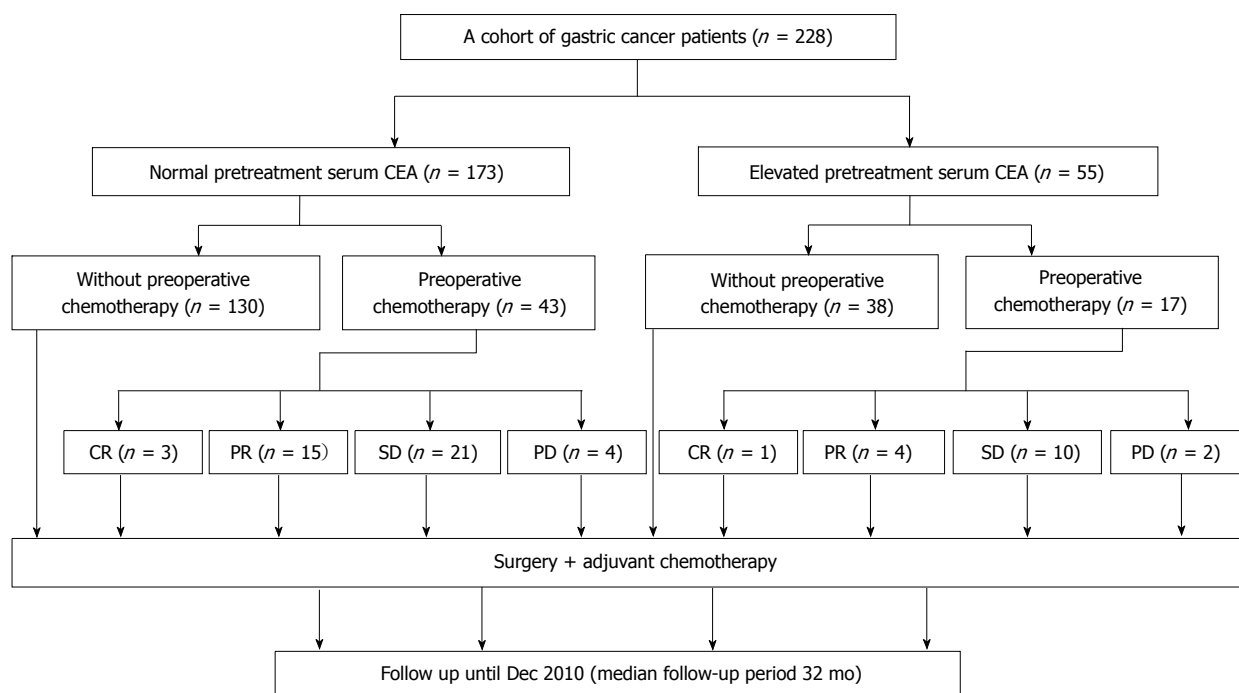 A cohort of gastric cancer patients (n = 228)
Normal pretreatment serum CEA (n = 173)
Elevated pretreatment serum CEA (n = 55)
Without preoperative
chemotherapy (n = 130)
Preoperative
chemotherapy (n = 43)
Without preoperative
chemotherapy (n = 38)
Preoperative
chemotherapy (n = 17)
CR (n = 3)
PR (n = 15)
SD (n = 21)
PD (n = 4)
CR (n = 1)
PR (n = 4)
SD (n = 10)
PD (n = 2)
Surgery + adjuvant chemotherapy
Follow up until Dec 2010 (median follow-up period 32 mo)